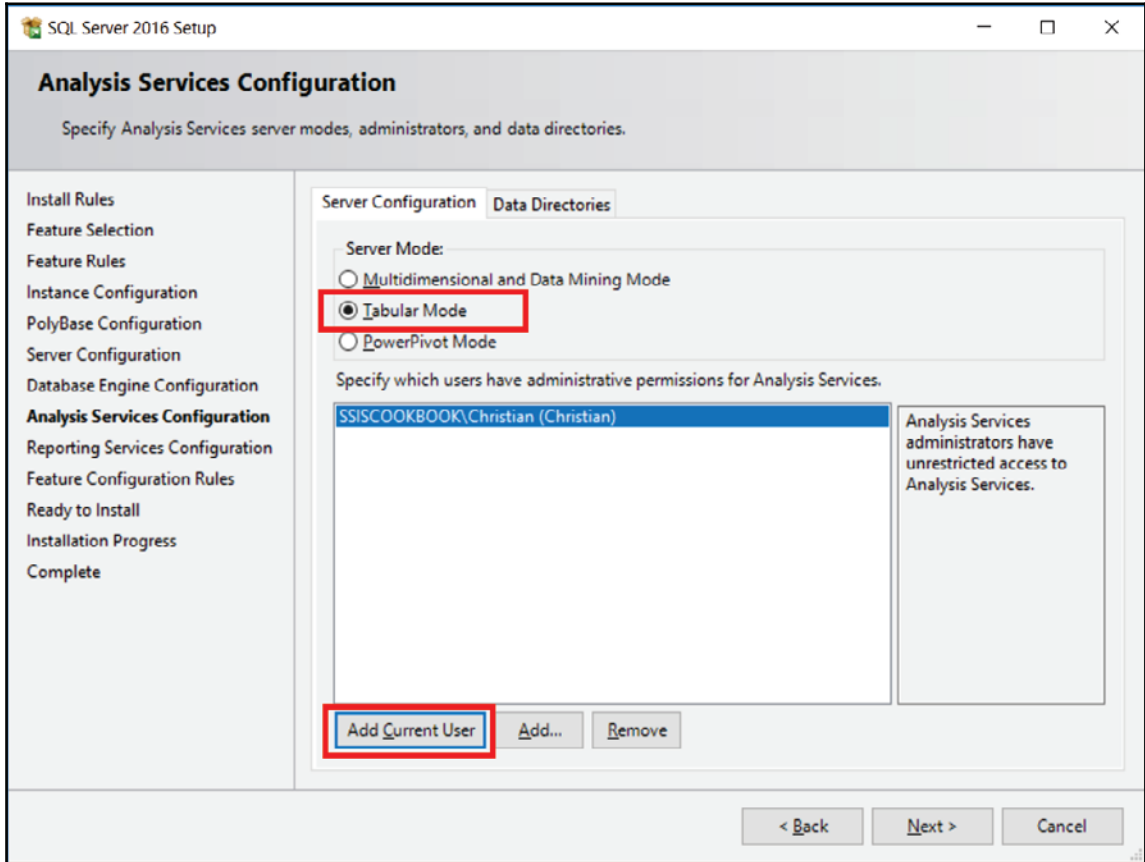 SQL Server 2016 Setup
Analysis Services Configuration
Specify Analysis Services server modes, administrators, and data directories.
Install Rules
Feature Selection
Feature Rules
Instance Configuration
PolyBase Configuration
Server Configuration
Database Engine Configuration
Analysis Services Configuration
Reporting Services Configuration
Feature Configuration Rules
Ready to Install
Installation Progress
Complete
Server Configuration Data Directories
Server Mode:
Multidimensional and Data Mining Mode
Tabular Mode
PowerPivot Mode
Specify which users have administrative permissions for Analysis Services.
SSISCOOKBOOK\Christian (Christian)
Analysis Services
administrators have
unrestricted access to
Analysis Services.
Add Current User Add... Remove
< Back Next > Cancel